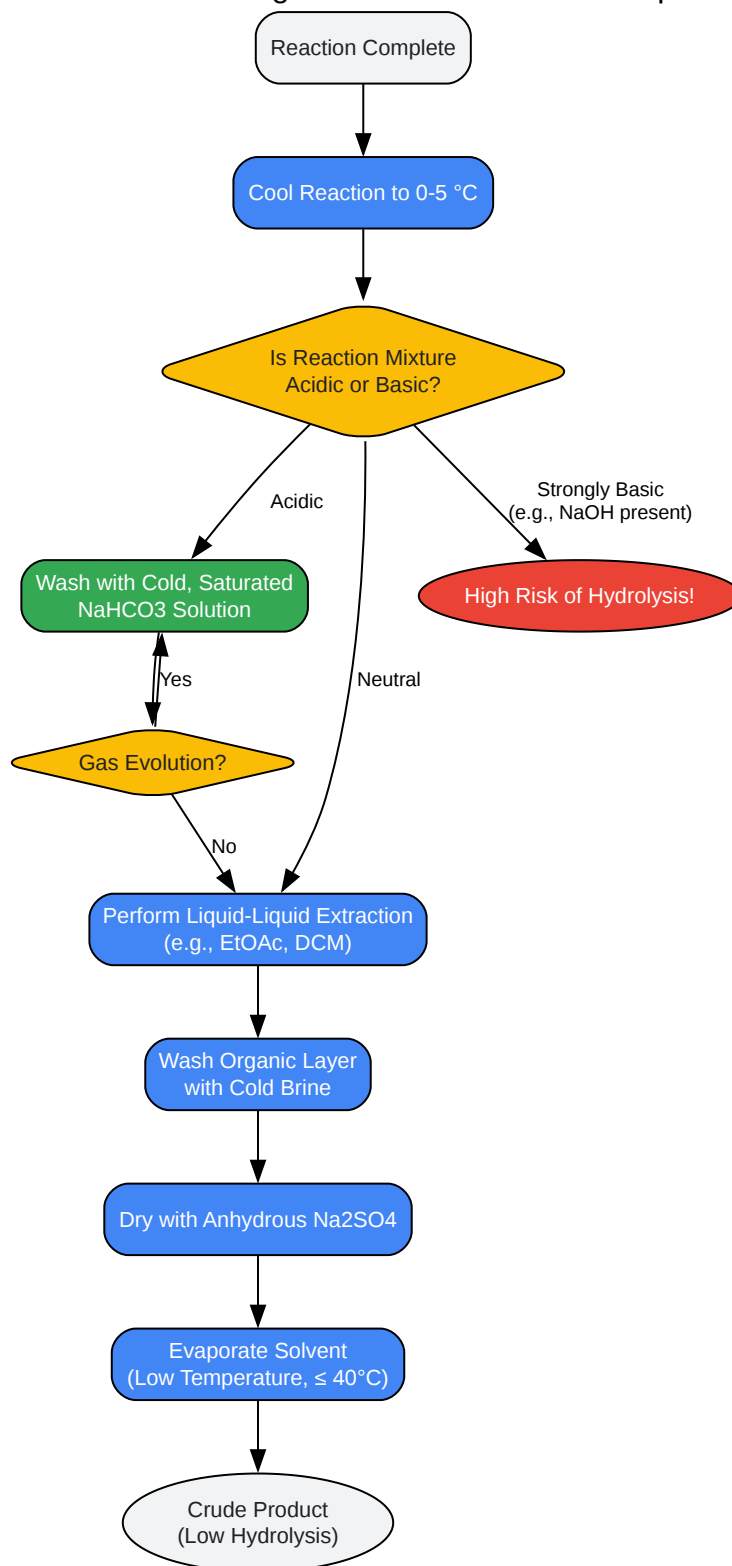 Reaction Complete
Cool Reaction to 0-5 °C
Is Reaction Mixture
Acidic or Basic?
Acidic
Strongly Basic
(e.g., NaOH present)
Wash with Cold, Saturated
NaHCO3 Solution
High Risk of Hydrolysis!
Yes
Neutral
Gas Evolution?
No
Perform Liquid-Liquid Extraction
(e.g., EtOAc, DCM)
Wash Organic Layer
with Cold Brine
Dry with Anhydrous Na2SO4
Evaporate Solvent
(Low Temperature, ≤ 40°C)
Crude Product
(Low Hydrolysis)